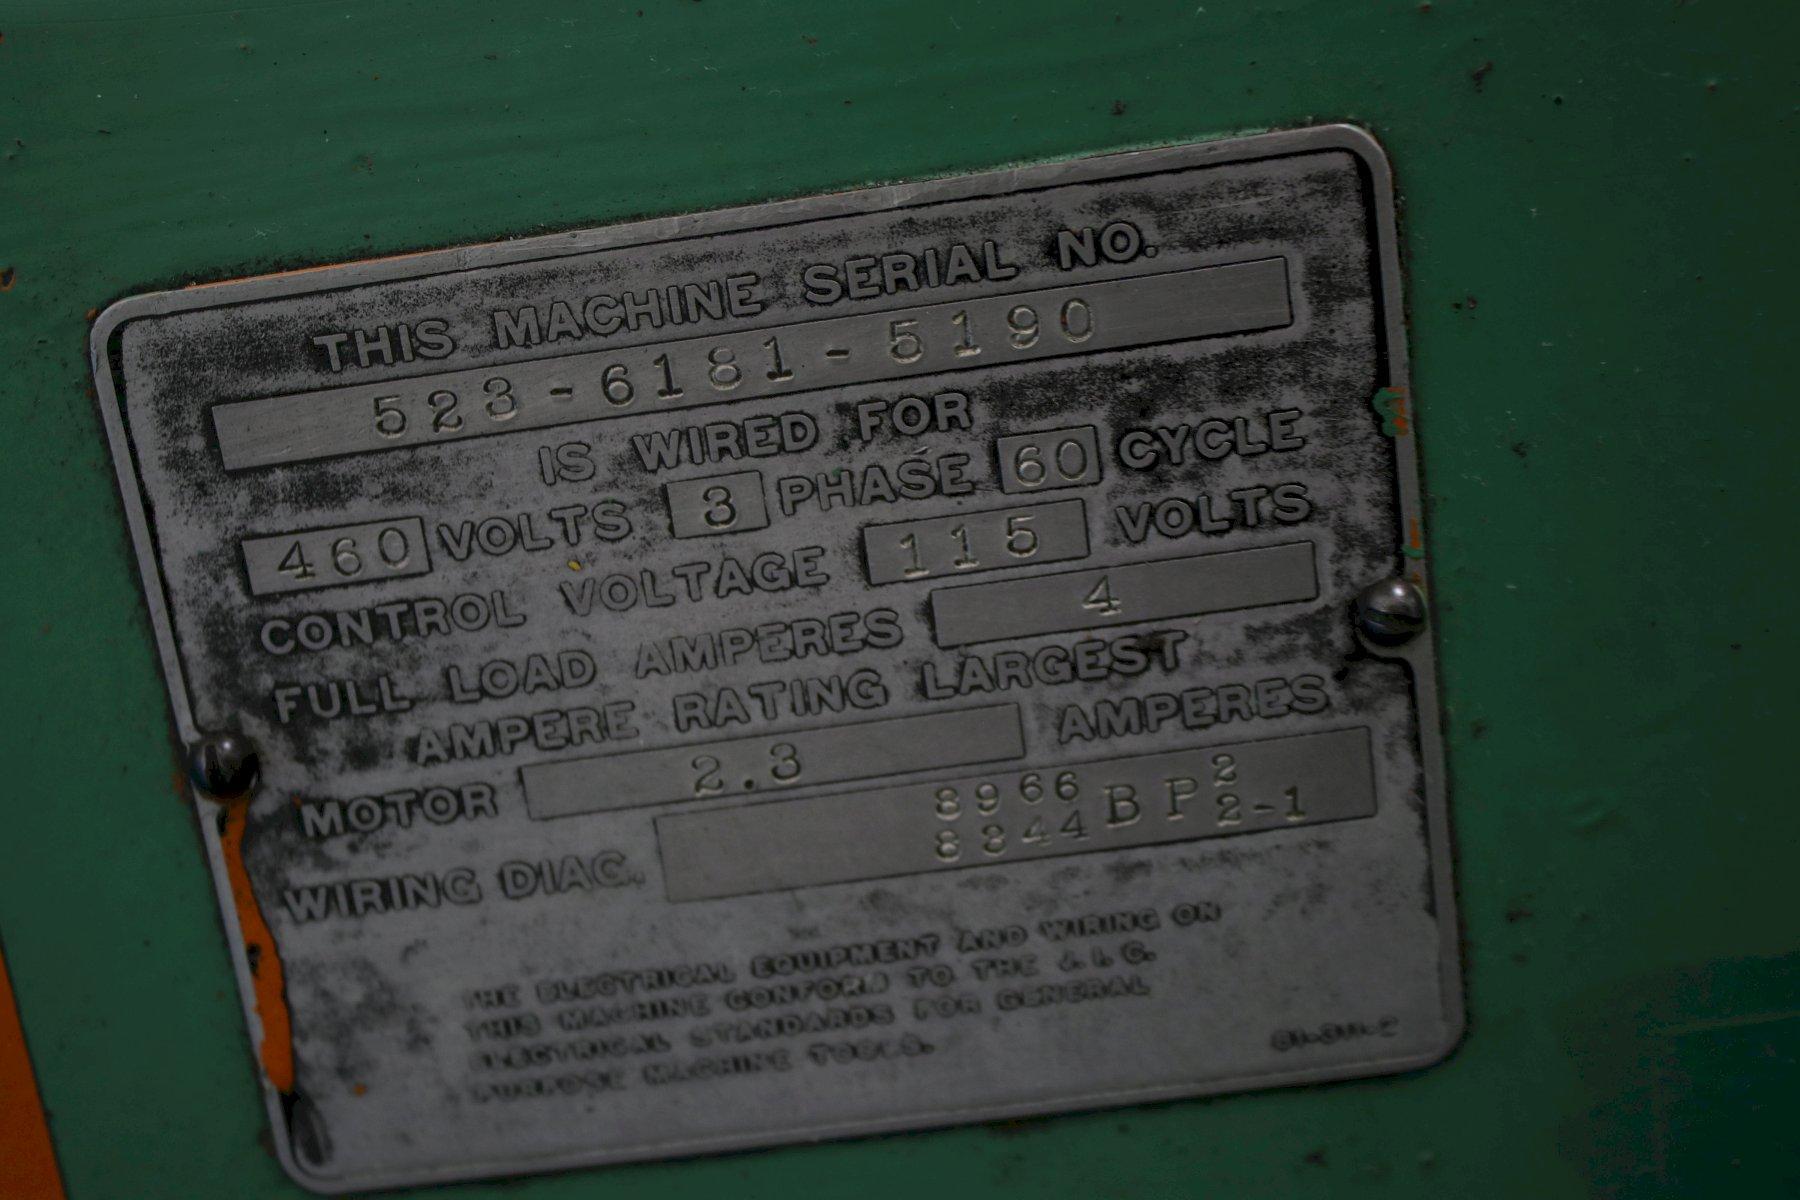 THIS MACHINE SERIAL NO.
523-6181-5190
IS WIRED FOR
460 VOLTS 3 PHASE 60 CYCLE
CONTROL VOLTAGE 115 VOLTS
FULL LOAD AMPERES 4
AMPERE RATING LARGEST
MOTOR 2.3 AMPERES
WIRING DIAG. 8966 8844 BP 2 2-1
THE ELECTRICAL EQUIPMENT AND WIRING ON
THIS MACHINE CONFORM TO THE J. I. C.
ELECTRICAL STANDARDS FOR GENERAL
PURPOSE MACHINE TOOLS.